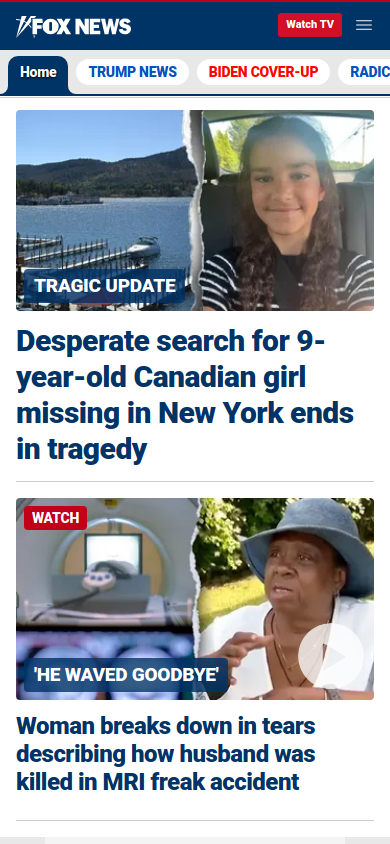 FOX NEWS
Watch TV
Home
TRUMP NEWS
BIDEN COVER-UP
RADIC
TRAGIC UPDATE
Desperate search for 9-
year-old Canadian girl
missing in New York ends
in tragedy
WATCH
'HE WAVED GOODBYE'
Woman breaks down in tears
describing how husband was
killed in MRI freak accident